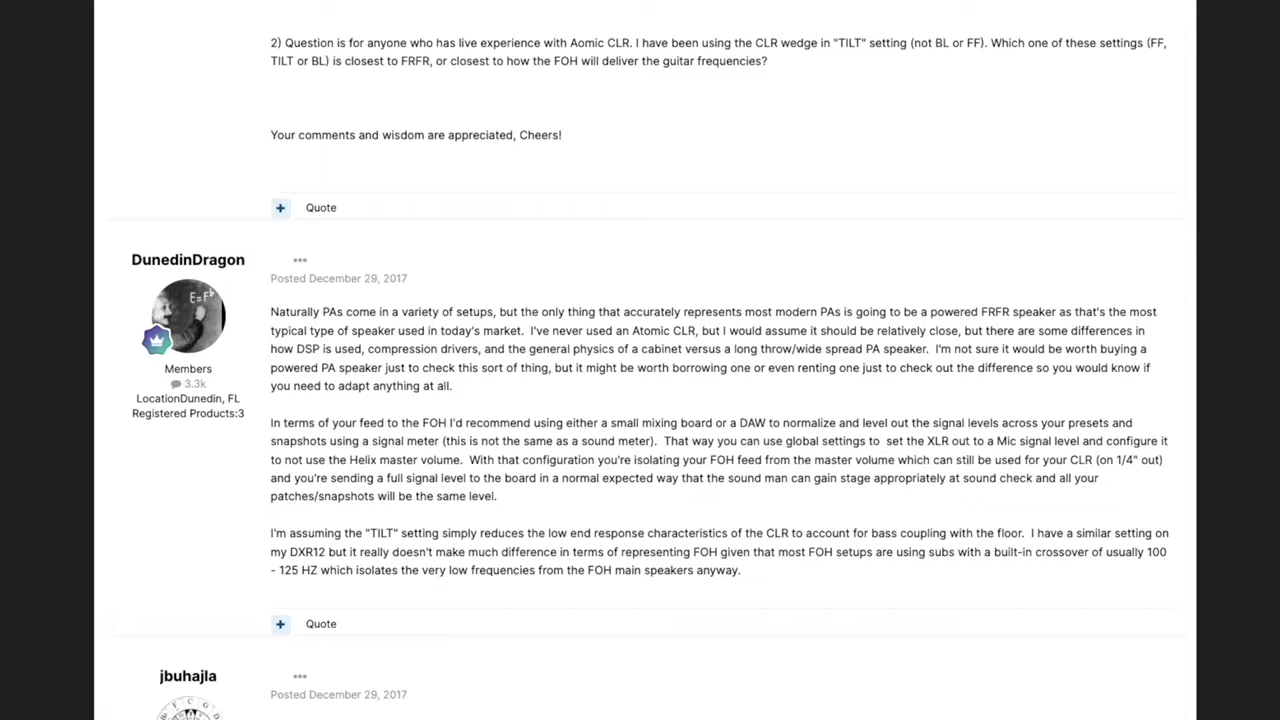 2) Question is for anyone who has live experience with Aomic CLR. I have been using the CLR wedge in "TILT" setting (not BL or FF). Which one of these settings (FF,
TILT or BL) is closest to FRFR, or closest to how the FOH will deliver the guitar frequencies?
Your comments and wisdom are appreciated, Cheers!
+ Quote
DunedinDragon
•••
Posted December 29, 2017
E=F
Members
3.3k
LocationDunedin, FL
Registered Products:3
Naturally PAs come in a variety of setups, but the only thing that accurately represents most modern PAs is going to be a powered FRFR speaker as that's the most
typical type of speaker used in today's market.  I've never used an Atomic CLR, but I would assume it should be relatively close, but there are some differences in
how DSP is used, compression drivers, and the general physics of a cabinet versus a long throw/wide spread PA speaker.  I'm not sure it would be worth buying a
powered PA speaker just to check this sort of thing, but it might be worth borrowing one or even renting one just to check out the difference so you would know if
you need to adapt anything at all.
In terms of your feed to the FOH I'd recommend using either a small mixing board or a DAW to normalize and level out the signal levels across your presets and
snapshots using a signal meter (this is not the same as a sound meter).  That way you can use global settings to  set the XLR out to a Mic signal level and configure it
to not use the Helix master volume.  With that configuration you're isolating your FOH feed from the master volume which can still be used for your CLR (on 1/4" out)
and you're sending a full signal level to the board in a normal expected way that the sound man can gain stage appropriately at sound check and all your
patches/snapshots will be the same level.
I'm assuming the "TILT" setting simply reduces the low end response characteristics of the CLR to account for bass coupling with the floor.  I have a similar setting on
my DXR12 but it really doesn't make much difference in terms of representing FOH given that most FOH setups are using subs with a built-in crossover of usually 100
- 125 HZ which isolates the very low frequencies from the FOH main speakers anyway.
+ Quote
jbuhajla
•••
Posted December 29, 2017